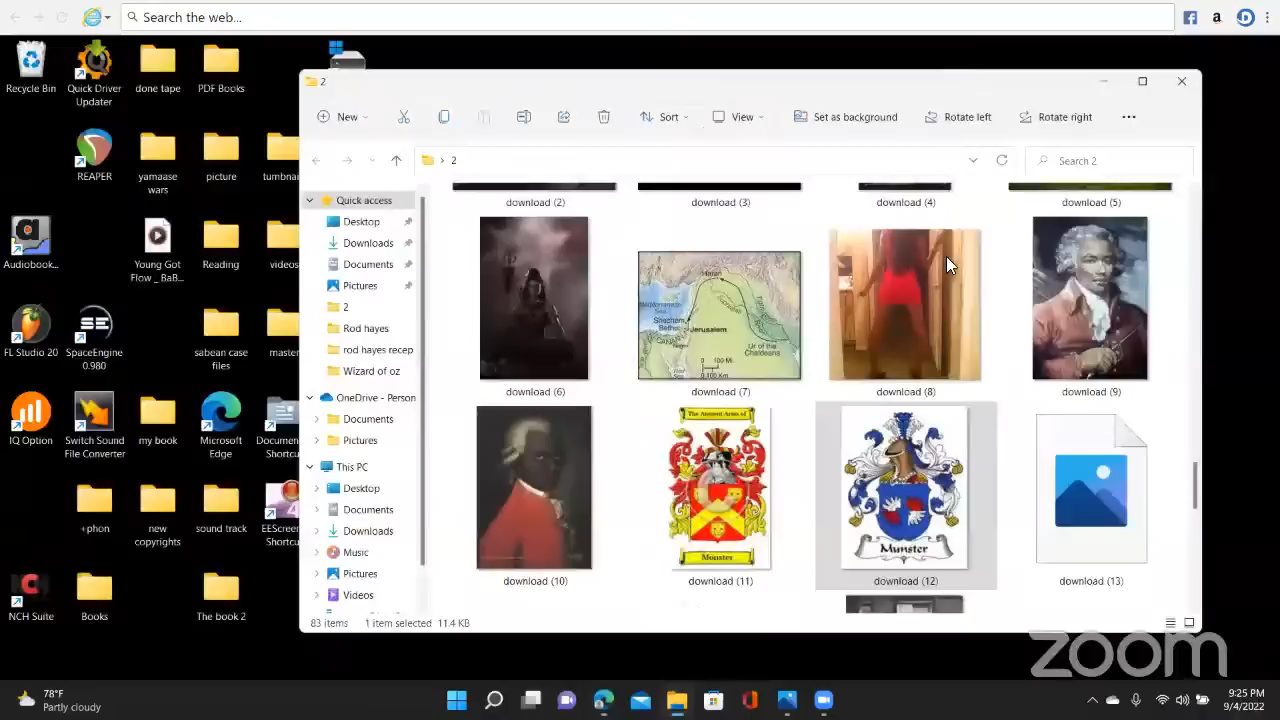 Search the web...
Recycle Bin
Quick Driver Updater
done tape
PDF Books
REAPER
yamaase wars
picture
tumbnai
Audiobook...
Young Got Flow _ BaB...
Reading
videos
FL Studio 20
SpaceEngine 0.980
sabean case files
master
IQ Option
Switch Sound File Converter
my book
Microsoft Edge
Documen
Shortcu
+phon
new copyrights
sound track
EEScreen
Shortcu
NCH Suite
Books
The book 2
2
New
Sort
View
Set as background
Rotate left
Rotate right
2
Search 2
Quick access
Desktop
Downloads
Documents
Pictures
2
Rod hayes
rod hayes recep
Wizard of oz
OneDrive - Person
Documents
Pictures
This PC
Desktop
Documents
Downloads
Music
Pictures
Videos
download (2)
download (3)
download (4)
download (5)
Haran
Jerusalem
Ur of the Chaldeans
download (6)
download (7)
download (8)
download (9)
The Ancient Arms of
Monster
Munster
download (10)
download (11)
download (12)
download (13)
83 items
1 item selected
11.4 KB
zoom
78°F
Partly cloudy
9:25 PM
9/4/2022